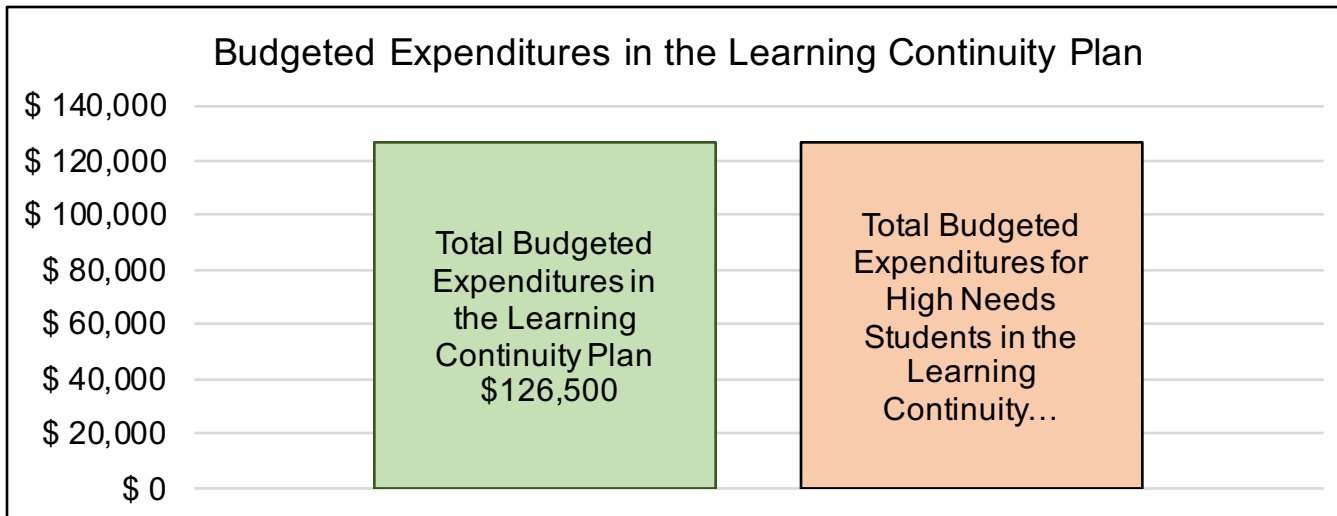 Budgeted Expenditures in the Learning Continuity Plan
$ 140,000
$ 120,000
$ 100,000
$ 80,000
$ 60,000
$ 40,000
$ 20,000
$ 0
Total Budgeted
Expenditures in
the Learning
Continuity Plan
$126,500
Total Budgeted
Expenditures for
High Needs
Students in the
Learning
Continuity…